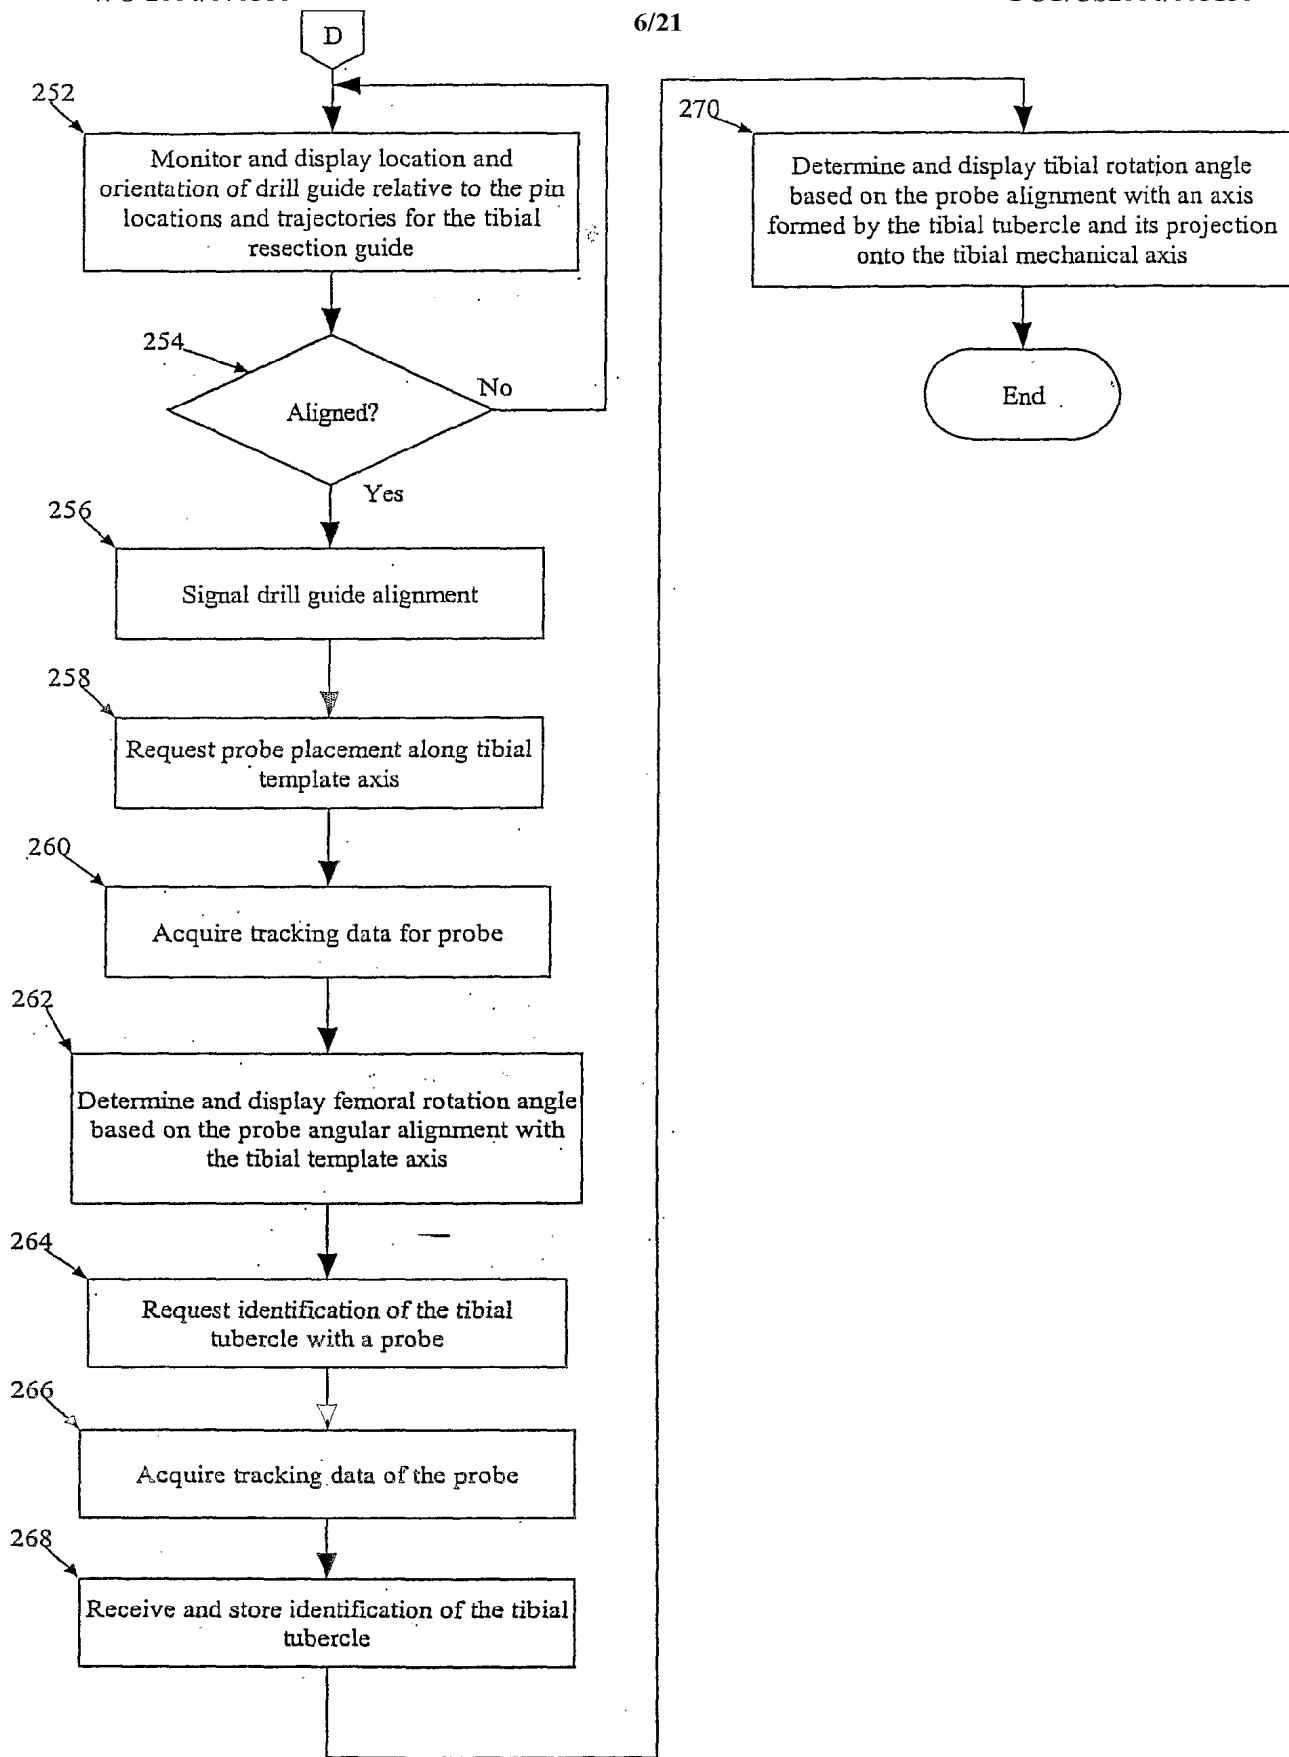 6/21
D
252
Monitor and display location and
orientation of drill guide relative to the pin
locations and trajectories for the tibial
resection guide
254
Aligned?
No
Yes
256
Signal drill guide alignment
258
Request probe placement along tibial
template axis
260
Acquire tracking data for probe
262
Determine and display femoral rotation angle
based on the probe angular alignment with
the tibial template axis
264
Request identification of the tibial
tubercle with a probe
266
Acquire tracking data of the probe
268
Receive and store identification of the tibial
tubercle
270
Determine and display tibial rotation angle
based on the probe alignment with an axis
formed by the tibial tubercle and its projection
onto the tibial mechanical axis
End